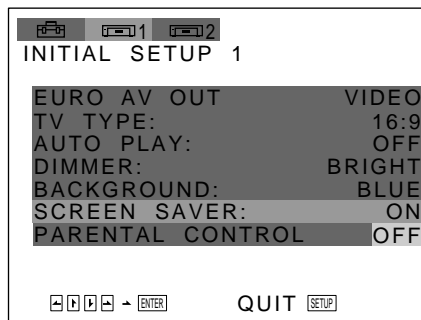 1 2
INITIAL SETUP 1
EURO AV OUT VIDEO
TV TYPE: 16:9
AUTO PLAY: OFF
DIMMER: BRIGHT
BACKGROUND: BLUE
SCREEN SAVER: ON
PARENTAL CONTROL OFF
ENTER QUIT SETUP